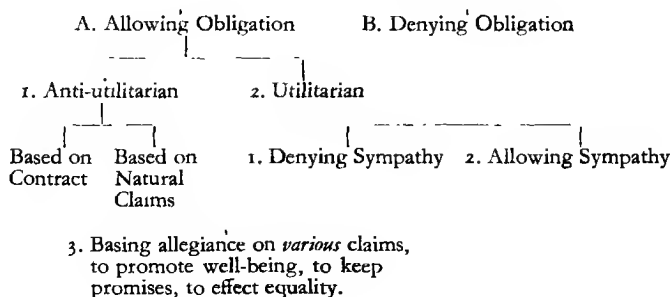 A. Allowing Obligation B. Denying Obligation
1. Anti-utilitarian 2. Utilitarian
Based on Contract Based on Natural Claims 1. Denying Sympathy 2. Allowing Sympathy
3. Basing allegiance on various claims,
to promote well-being, to keep
promises, to effect equality.